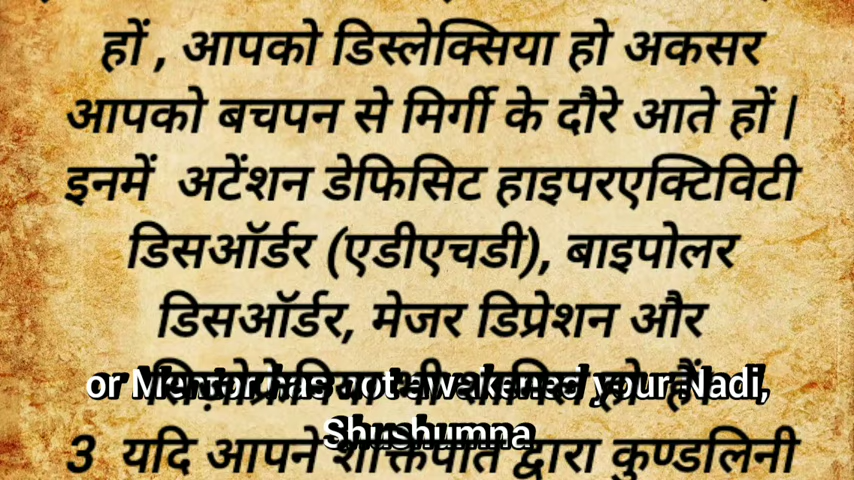 हों , आपको डिस्लेक्सिया हो अकसर
आपको बचपन से मिर्गी के दौरे आते हों |
इनमें अटेंशन डेफिसिट हाइपरएक्टिविटी
डिसऑर्डर (एडीएचडी), बाइपोलर
डिसऑर्डर, मेजर डिप्रेशन और
or Mentor has not awakened your Nadi,
Shushumna
3 यदि आपने शक्तिपात द्वारा कुण्डलिनी